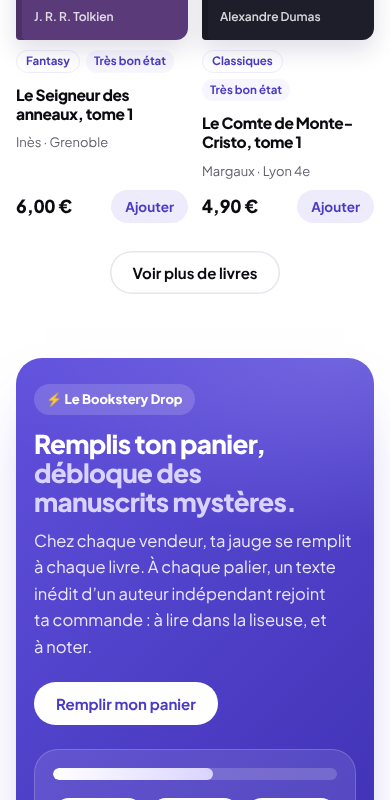 J. R. R. Tolkien
Alexandre Dumas
Fantasy
Très bon état
Classiques
Très bon état
Le Seigneur des
anneaux, tome 1
Le Comte de Monte-
Cristo, tome 1
Inès · Grenoble
Margaux · Lyon 4e
6,00 €
Ajouter
4,90 €
Ajouter
Voir plus de livres
⚡ Le Bookstery Drop
Remplis ton panier,
débloque des
manuscrits mystères.
Chez chaque vendeur, ta jauge se remplit
à chaque livre. À chaque palier, un texte
inédit d'un auteur indépendant rejoint
ta commande : à lire dans la liseuse, et
à noter.
Remplir mon panier